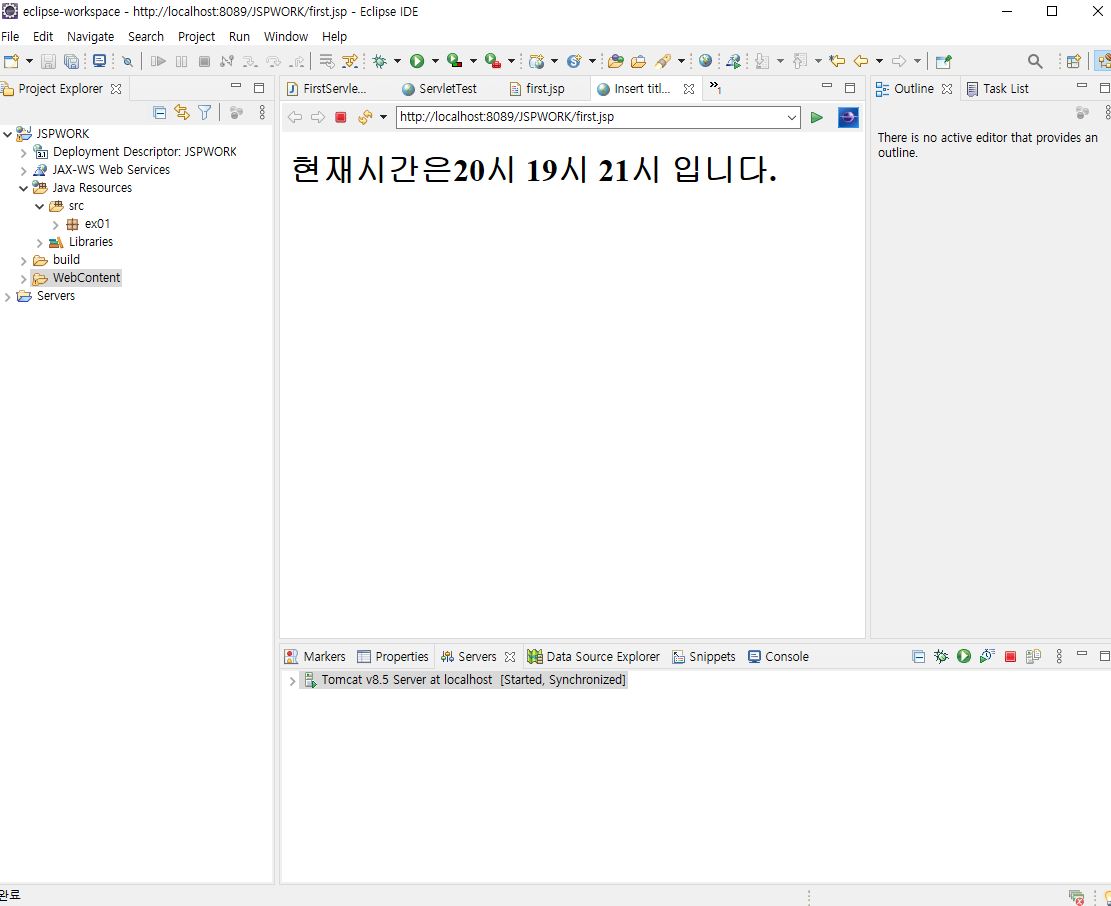 eclipse-workspace - http://localhost:8089/JSPWORK/first.jsp - Eclipse IDE
File Edit Navigate Search Project Run Window Help
Project Explorer
JSPWORK
Deployment Descriptor: JSPWORK
JAX-WS Web Services
Java Resources
src
ex01
Libraries
build
WebContent
Servers
FirstServle... ServletTest first.jsp Insert titl... »1
http://localhost:8089/JSPWORK/first.jsp
현재시간은20시 19시 21시 입니다.
Outline Task List
There is no active editor that provides an
outline.
Markers Properties Servers Data Source Explorer Snippets Console
Tomcat v8.5 Server at localhost [Started, Synchronized]
완료